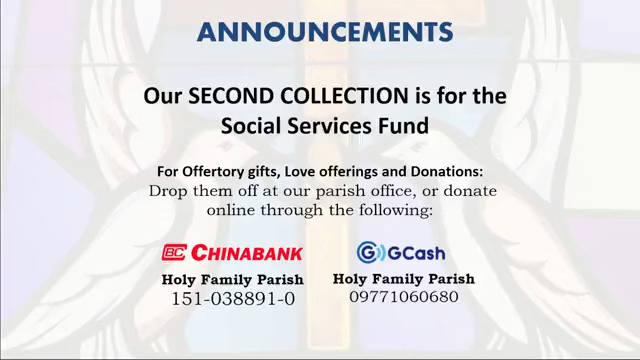 ANNOUNCEMENTS
Our SECOND COLLECTION is for the
Social Services Fund
For Offertory gifts, Love offerings and Donations:
Drop them off at our parish office, or donate
online through the following:
BC CHINABANK
Holy Family Parish
151-038891-0
G GCash
Holy Family Parish
09771060680